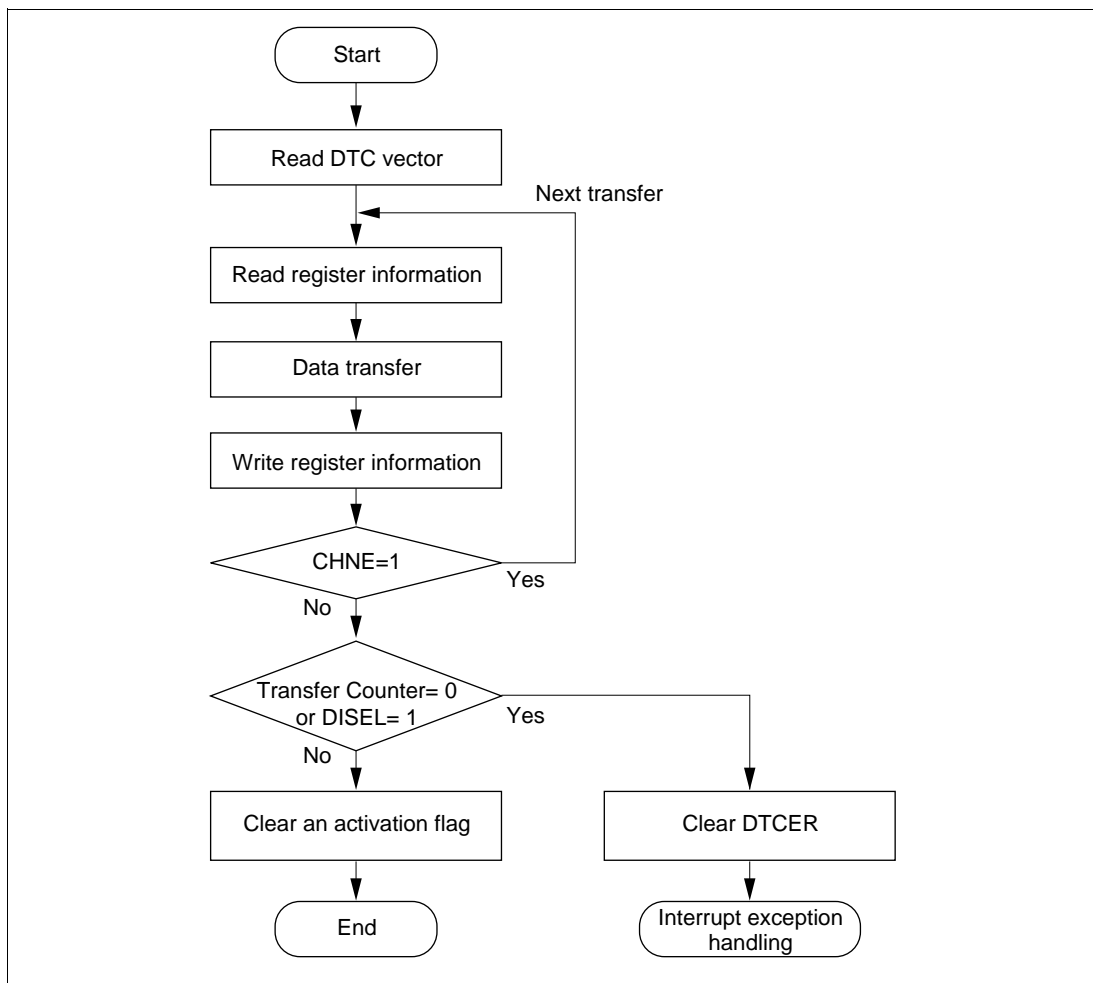 Start
Read DTC vector
Next transfer
Read register information
Data transfer
Write register information
CHNE=1
Yes
No
Transfer Counter= 0
or DISEL= 1
Yes
No
Clear an activation flag
Clear DTCER
End
Interrupt exception
handling